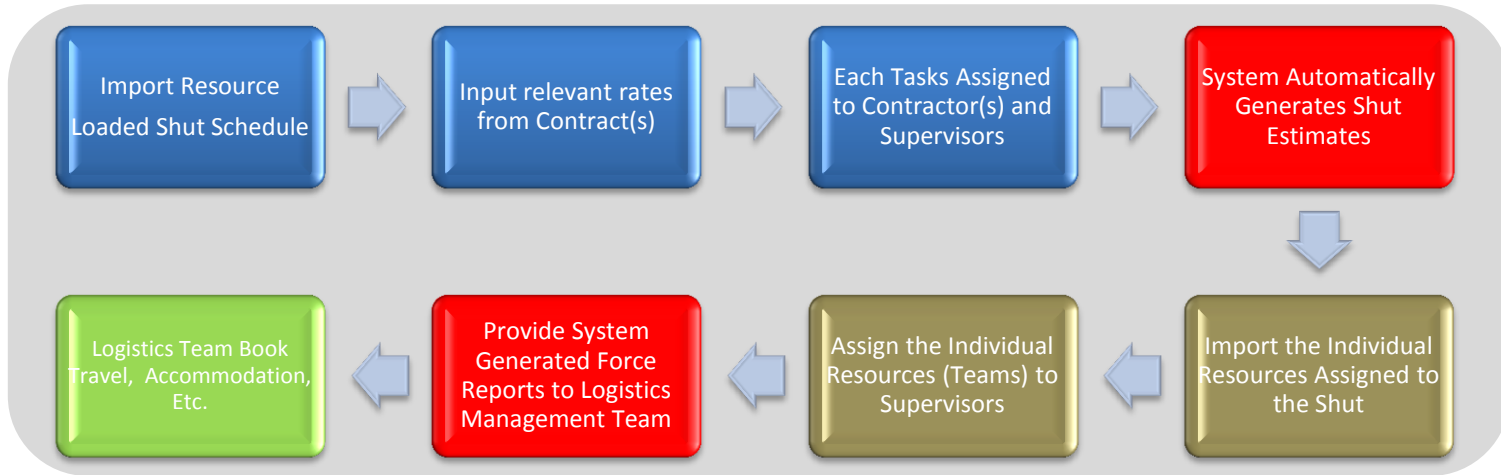 Import Resource
Loaded Shut Schedule
Input relevant rates
from Contract(s)
Each Tasks Assigned
to Contractor(s) and
Supervisors
System Automatically
Generates Shut
Estimates
Import the Individual
Resources Assigned to
the Shut
Assign the Individual
Resources (Teams) to
Supervisors
Provide System
Generated Force
Reports to Logistics
Management Team
Logistics Team Book
Travel, Accommodation,
Etc.